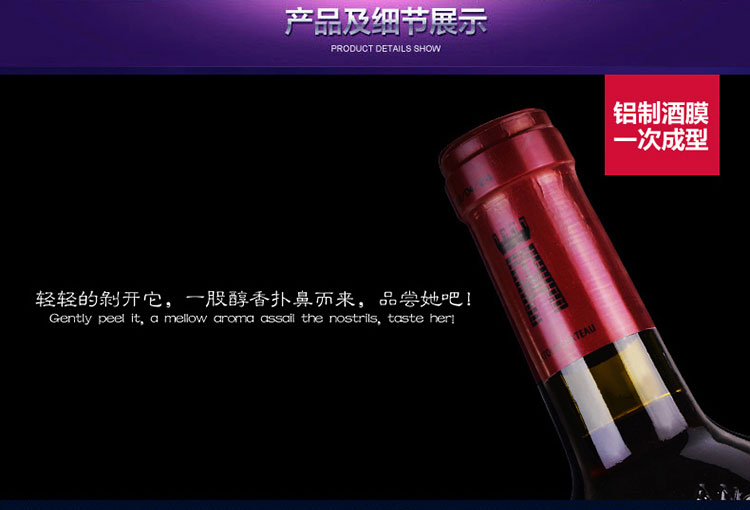 产品及细节展示
PRODUCT DETAILS SHOW
铝制酒膜
一次成型
轻轻的剥开它，一股醇香扑鼻而来，品尝她吧！
Gently peel it, a mellow aroma assail the nostrils, taste her!